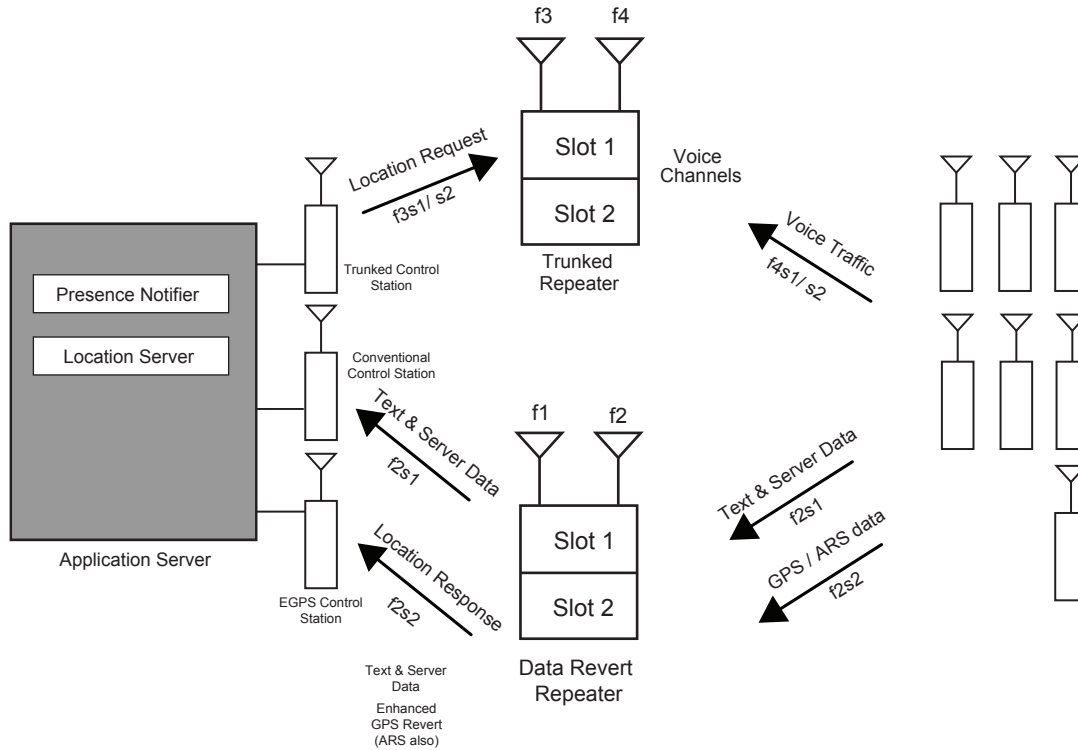 f3
f4
Slot 1
Slot 2
Trunked
Repeater
Voice
Channels
Location Request
f3s1/ s2
Voice Traffic
f4s1/ s2
Trunked Control
Station
Presence Notifier
Location Server
Application Server
Conventional
Control Station
Text & Server Data
f2s1
f1
f2
Slot 1
Slot 2
Data Revert
Repeater
Text & Server Data
f2s1
GPS / ARS data
f2s2
Location Response
f2s2
EGPS Control
Station
Text & Server
Data
Enhanced
GPS Revert
(ARS also)